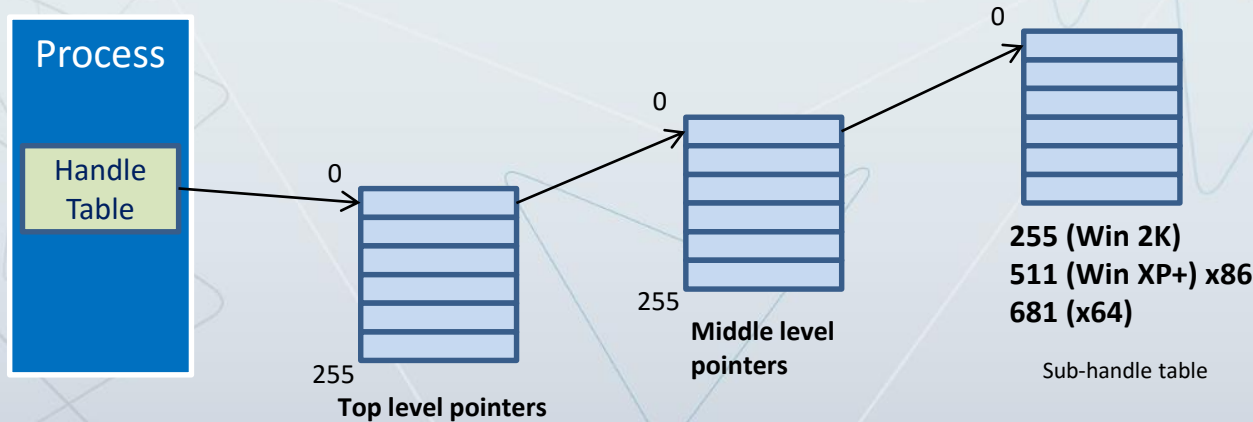 Process
Handle
Table
0
255
Top level pointers
0
255
Middle level
pointers
0
255 (Win 2K)
511 (Win XP+) x86
681 (x64)
Sub-handle table